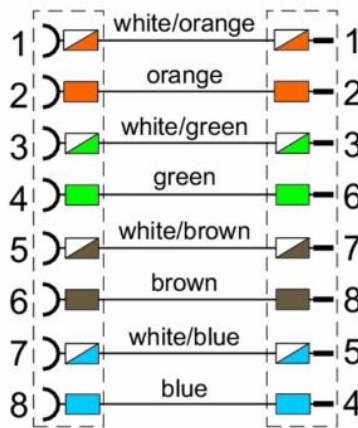 white/orange
1 1
orange
2 2
white/green
3 3
green
4 6
white/brown
5 7
brown
6 8
white/blue
7 5
blue
8 4